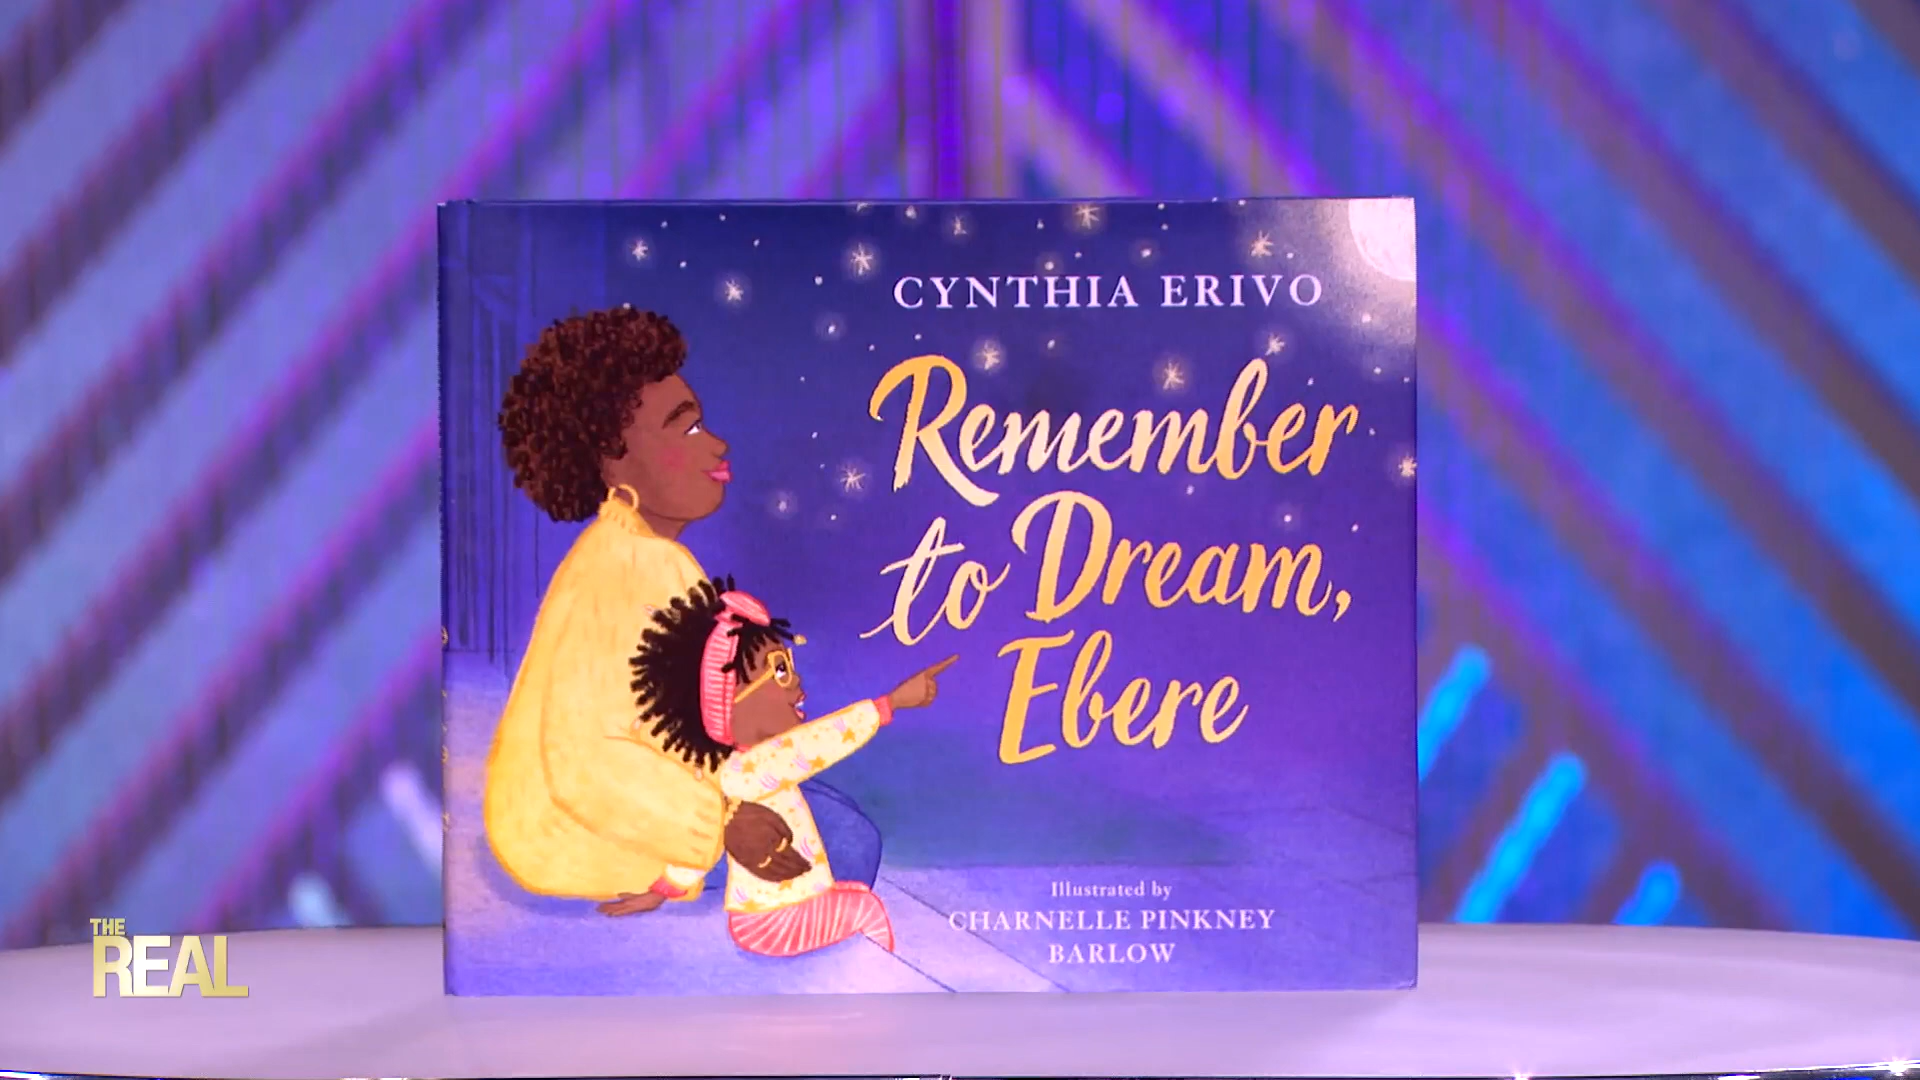 CYNTHIA ERIVO
Remember
to Dream,
Ebere
Illustrated by
CHARNELLE PINKNEY
BARLOW
THE
REAL